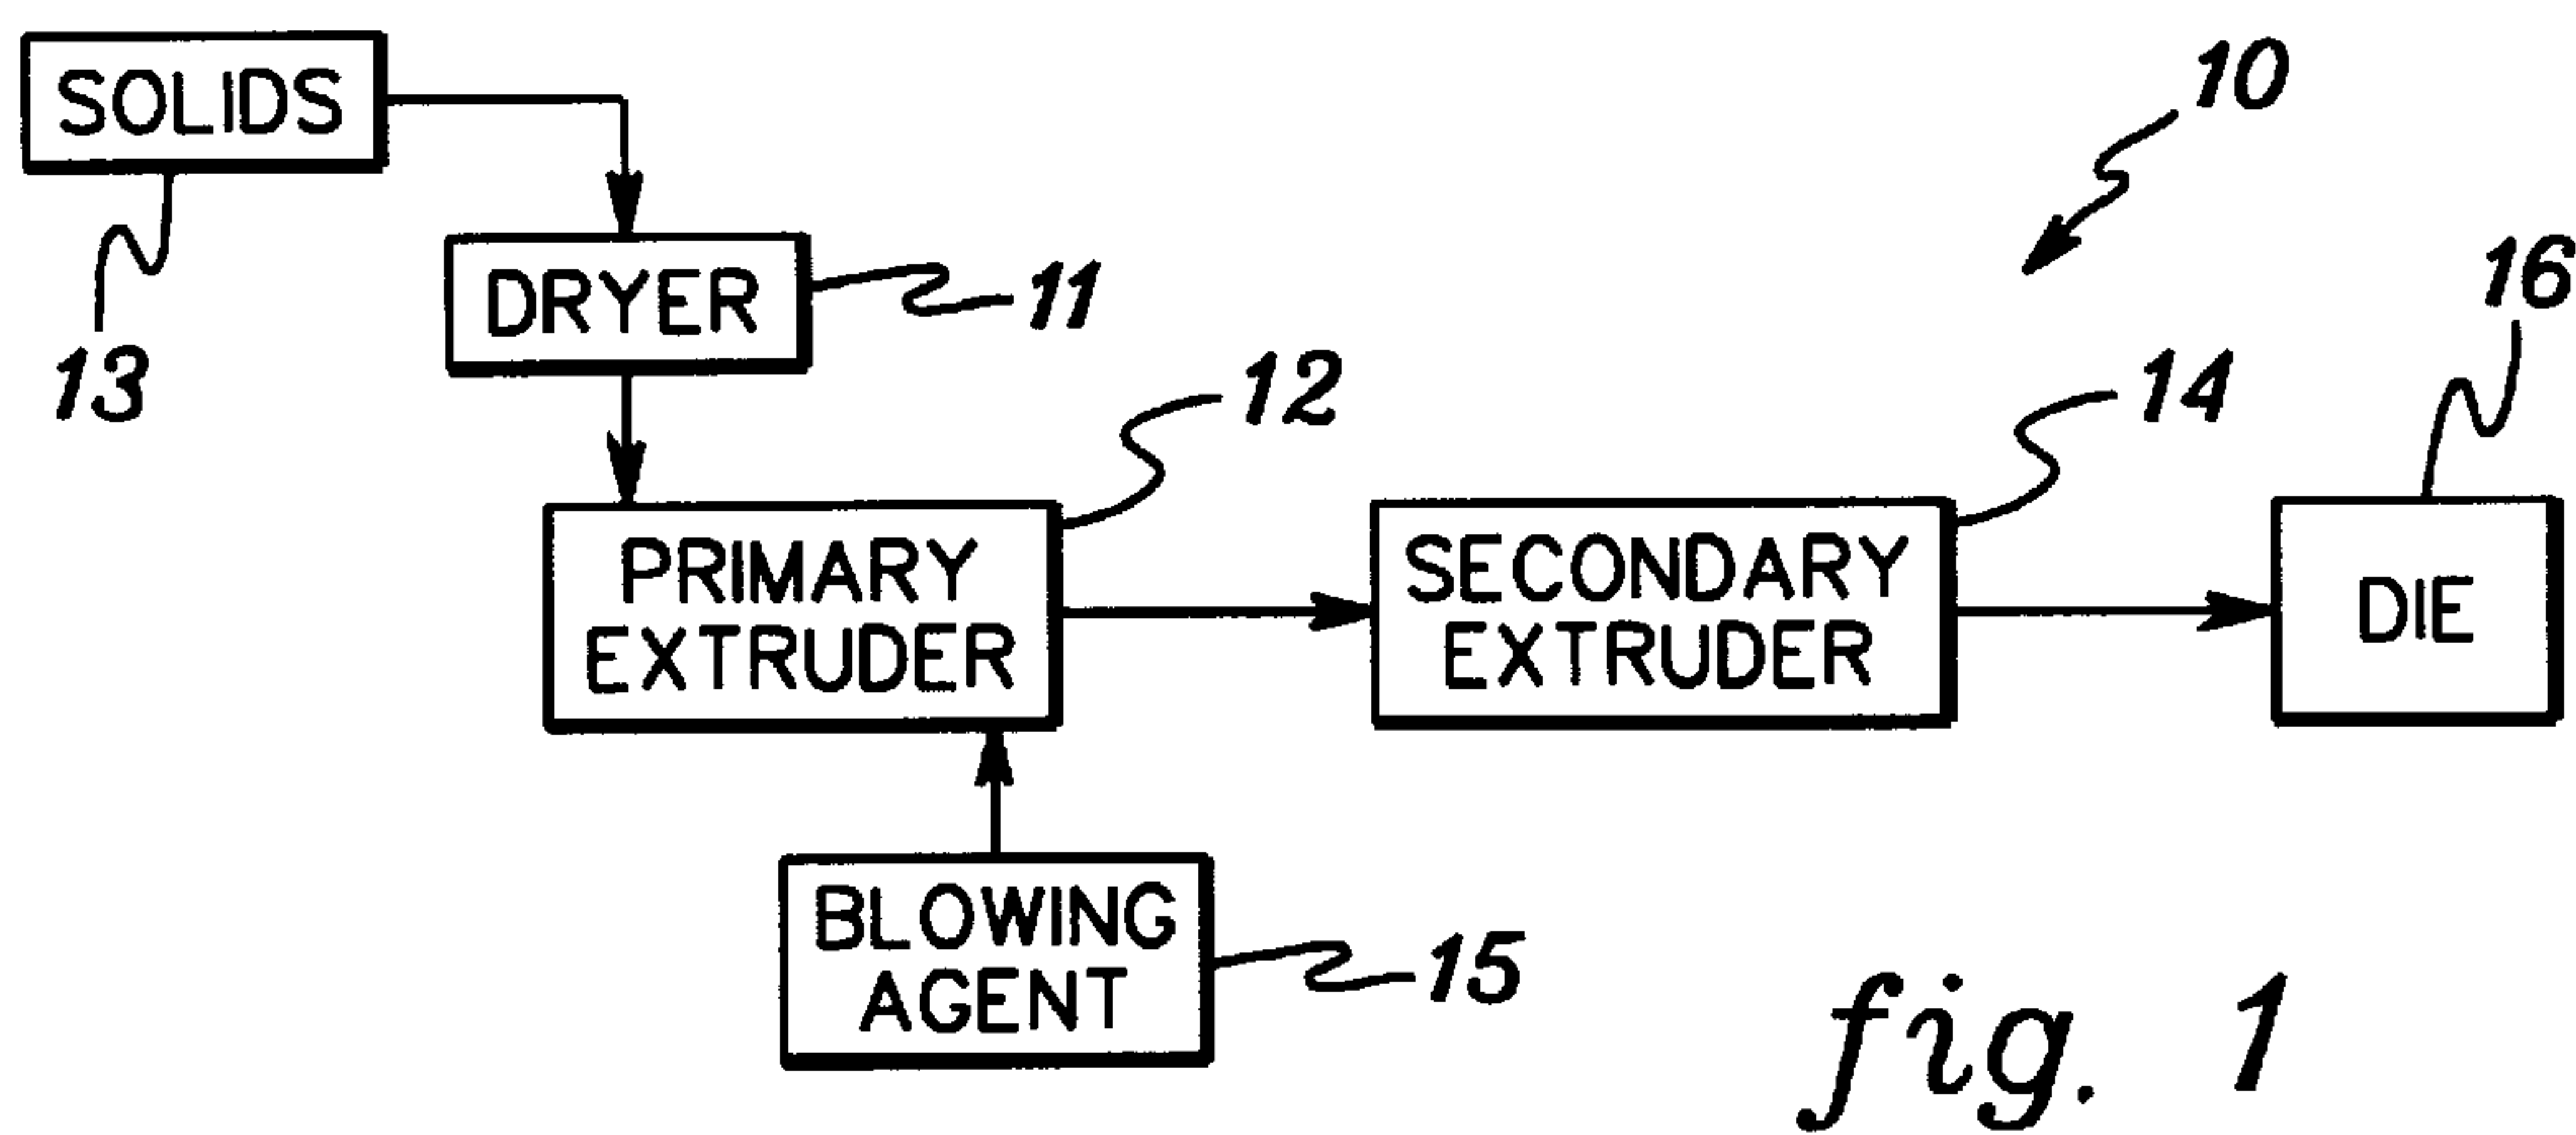 SOLIDS
10
DRYER
11
16
13
12
14
PRIMARY
EXTRUDER
SECONDARY
EXTRUDER
DIE
BLOWING
AGENT
15
fig. 1